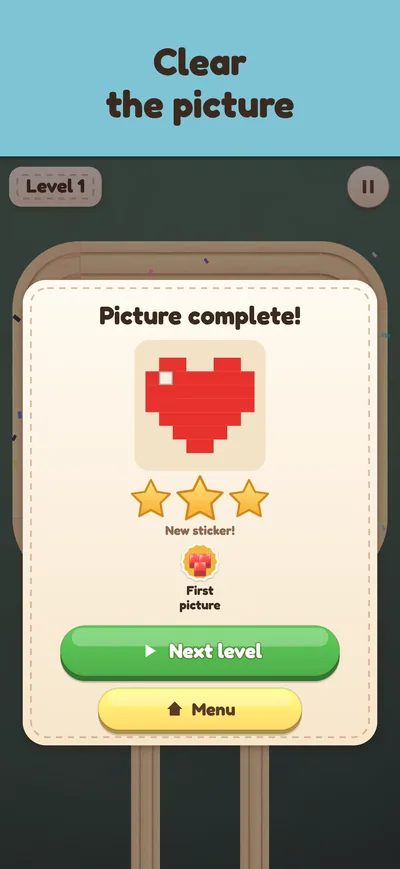 Clear
the picture
Level 1
Picture complete!
New sticker!
First
picture
Next level
Menu